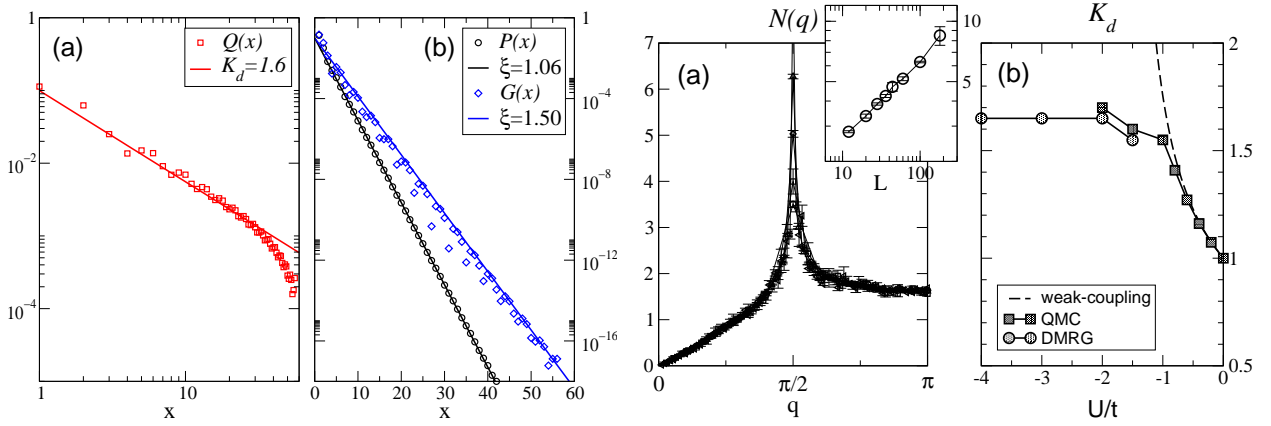 1
10⁻²
10⁻⁴
1
10
x
(a)
Q(x)
K_d=1.6
(b)
P(x)
ξ=1.06
G(x)
ξ=1.50
10⁻¹
10⁻⁴
10⁻⁸
10⁻¹²
10⁻¹⁶
0
10
20
30
40
50
60
x
N(q)
(a)
7
6
5
4
3
2
1
0
0
π/2
π
q
10
5
10
100
L
K_d
(b)
2
1.5
1
0.5
weak-coupling
QMC
DMRG
-4
-3
-2
-1
0
U/t